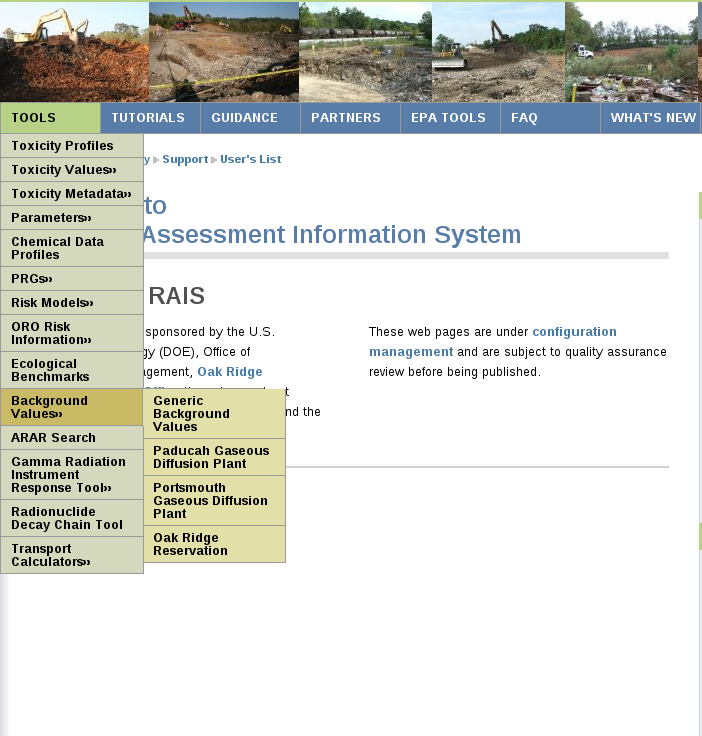 TOOLS TUTORIALS GUIDANCE PARTNERS EPA TOOLS FAQ WHAT'S NEW
Toxicity Profiles
Toxicity Values››
Toxicity Metadata››
Parameters››
Chemical Data
Profiles
PRGs››
Risk Models››
ORO Risk
Information››
Ecological
Benchmarks
Background
Values››
ARAR Search
Gamma Radiation
Instrument
Response Tool››
Radionuclide
Decay Chain Tool
Transport
Calculators››
Generic
Background
Values
Paducah Gaseous
Diffusion Plant
Portsmouth
Gaseous Diffusion
Plant
Oak Ridge
Reservation
y Support User's List
to
Assessment Information System
RAIS
sponsored by the U.S.
gy (DOE), Office of
agement, Oak Ridge
nd the
These web pages are under configuration
management and are subject to quality assurance
review before being published.